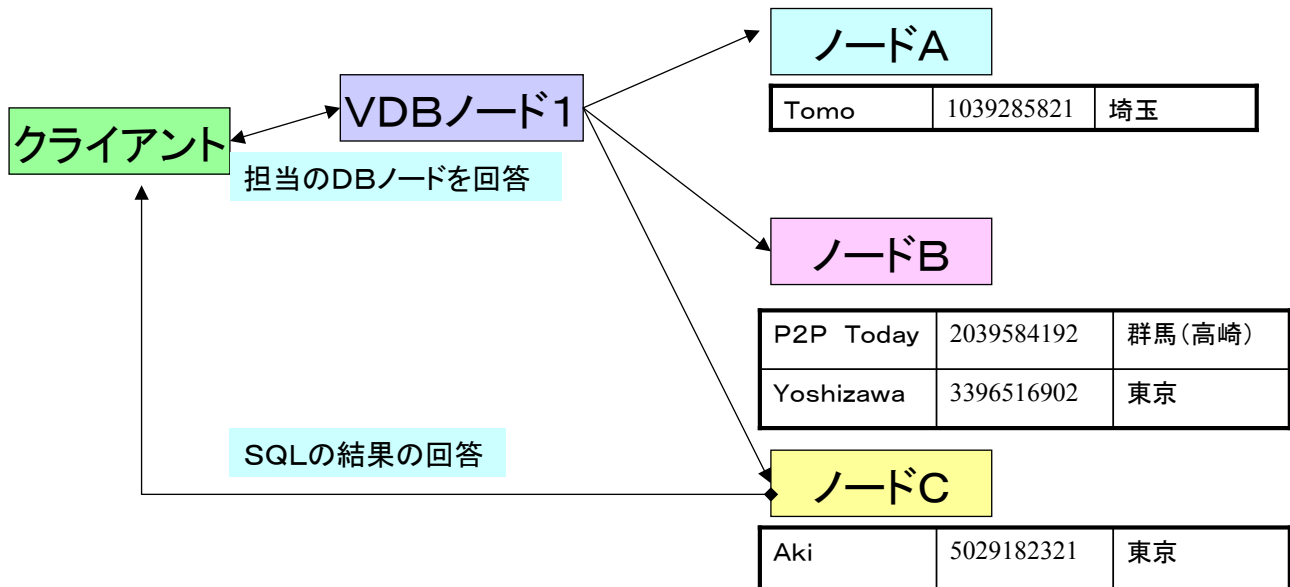 ノードA
VDBノード1
Tomo 1039285821 埼玉
クライアント
担当のDBノードを回答
ノードB
P2P Today 2039584192 群馬(高崎)
Yoshizawa 3396516902 東京
SQLの結果の回答
ノードC
Aki 5029182321 東京